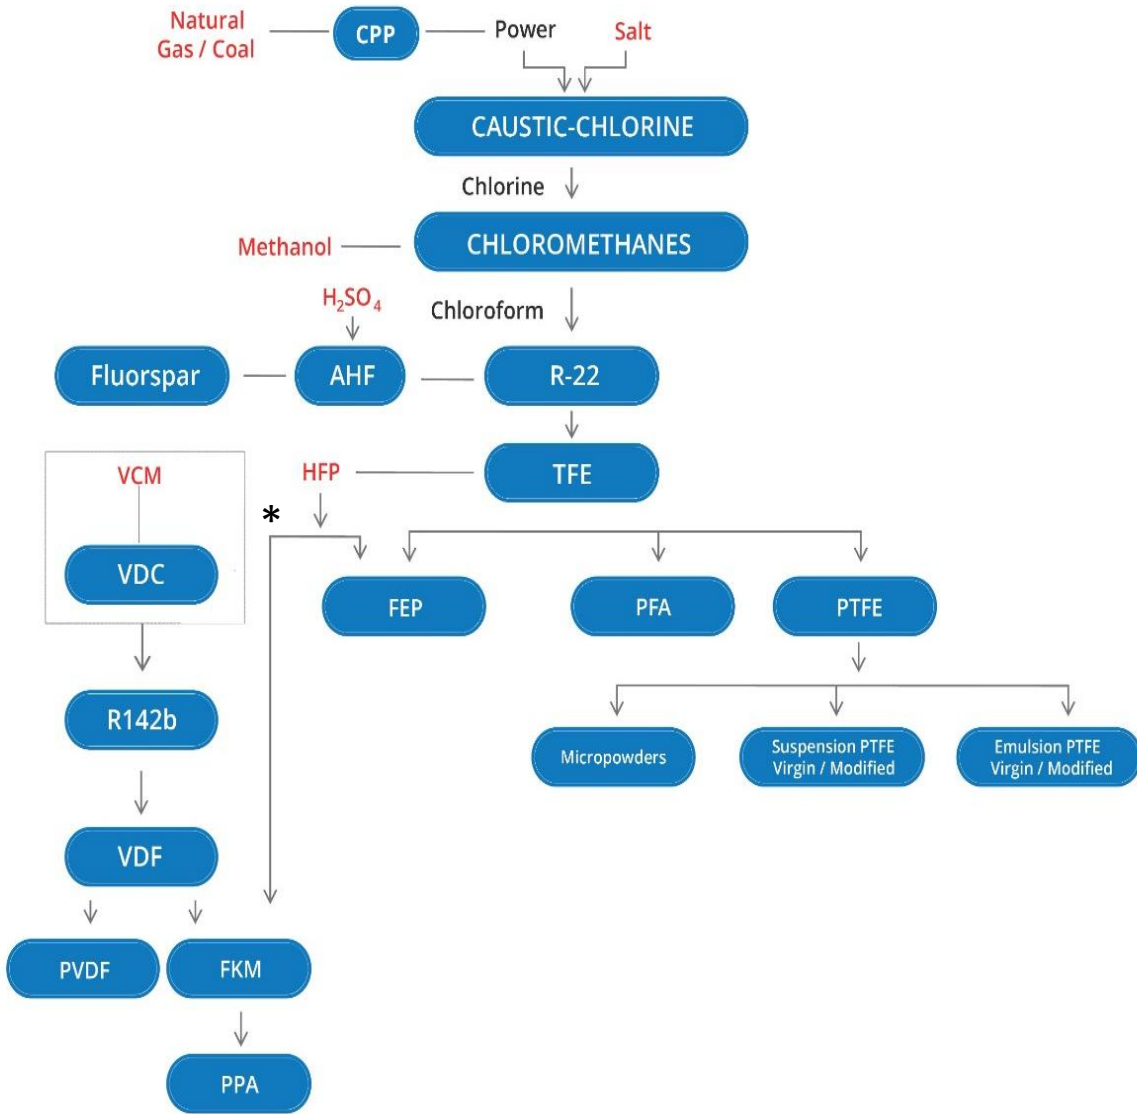 Natural
Gas / Coal
CPP
Power
Salt
CAUSTIC-CHLORINE
Chlorine
Methanol
CHLOROMETHANES
H₂SO₄
Chloroform
Fluorspar
AHF
R-22
VCM
HFP
TFE
*
VDC
FEP
PFA
PTFE
R142b
Micropowders
Suspension PTFE
Virgin / Modified
Emulsion PTFE
Virgin / Modified
VDF
PVDF
FKM
PPA